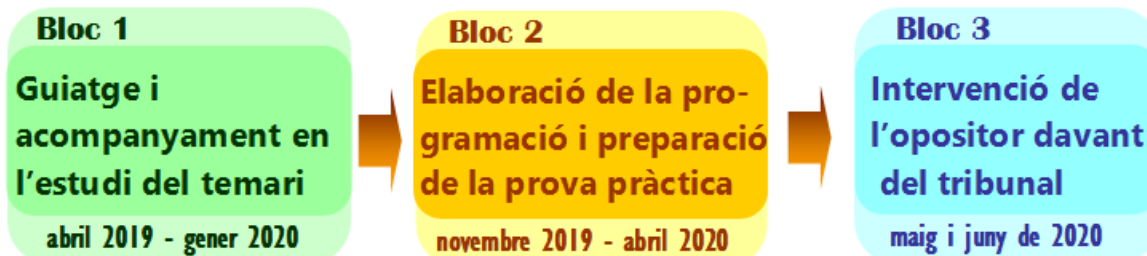 Bloc 1
Guiatge i
acompanyament en
l'estudi del temari
abril 2019 - gener 2020
Bloc 2
Elaboració de la pro-
gramació i preparació
de la prova pràctica
novembre 2019 - abril 2020
Bloc 3
Intervenció de
l'opositor davant
del tribunal
maig i juny de 2020